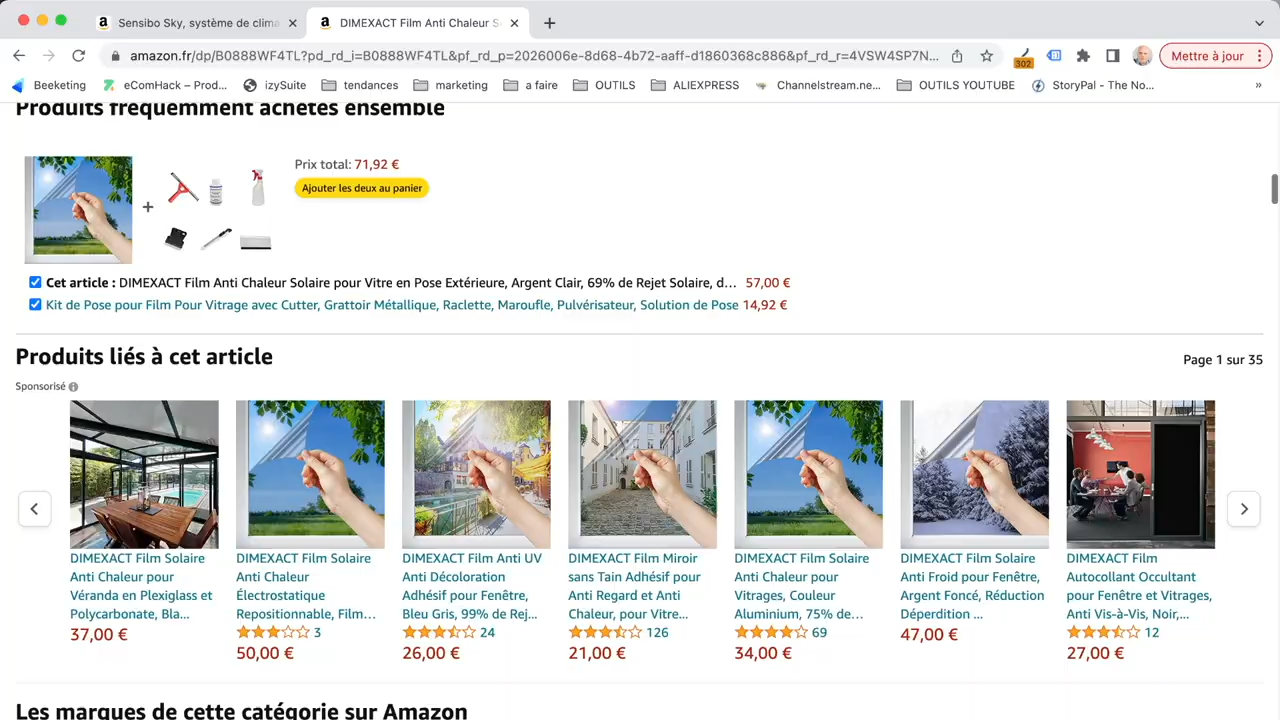 Sensibo Sky, système de clima
DIMEXACT Film Anti Chaleur S
amazon.fr/dp/B0888WF4TL?pd_rd_i=B0888WF4TL&pf_rd_p=2026006e-8d68-4b72-aaff-d1860368c886&pf_rd_r=4VSW4SP7N...
302
Mettre à jour
Beeketing
eComHack – Prod...
izySuite
tendances
marketing
a faire
OUTILS
ALIEXPRESS
Channelstream.ne...
OUTILS YOUTUBE
StoryPal - The No...
»
Produits fréquemment achetés ensemble
Prix total: 71,92 €
+
Ajouter les deux au panier
Cet article : DIMEXACT Film Anti Chaleur Solaire pour Vitre en Pose Extérieure, Argent Clair, 69% de Rejet Solaire, d… 57,00 €
Kit de Pose pour Film Pour Vitrage avec Cutter, Grattoir Métallique, Raclette, Maroufle, Pulvérisateur, Solution de Pose 14,92 €
Produits liés à cet article
Page 1 sur 35
Sponsorisé
DIMEXACT Film Solaire
Anti Chaleur pour
Véranda en Plexiglass et
Polycarbonate, Bla...
37,00 €
DIMEXACT Film Solaire
Anti Chaleur
Électrostatique
Repositionnable, Film…
3
50,00 €
DIMEXACT Film Anti UV
Anti Décoloration
Adhésif pour Fenêtre,
Bleu Gris, 99% de Rej...
24
26,00 €
DIMEXACT Film Miroir
sans Tain Adhésif pour
Anti Regard et Anti
Chaleur, pour Vitre...
126
21,00 €
DIMEXACT Film Solaire
Anti Chaleur pour
Vitrages, Couleur
Aluminium, 75% de…
69
34,00 €
DIMEXACT Film Solaire
Anti Froid pour Fenêtre,
Argent Foncé, Réduction
Déperdition ...
47,00 €
DIMEXACT Film
Autocollant Occultant
pour Fenêtre et Vitrages,
Anti Vis-à-Vis, Noir,...
12
27,00 €
Les marques de cette catégorie sur Amazon